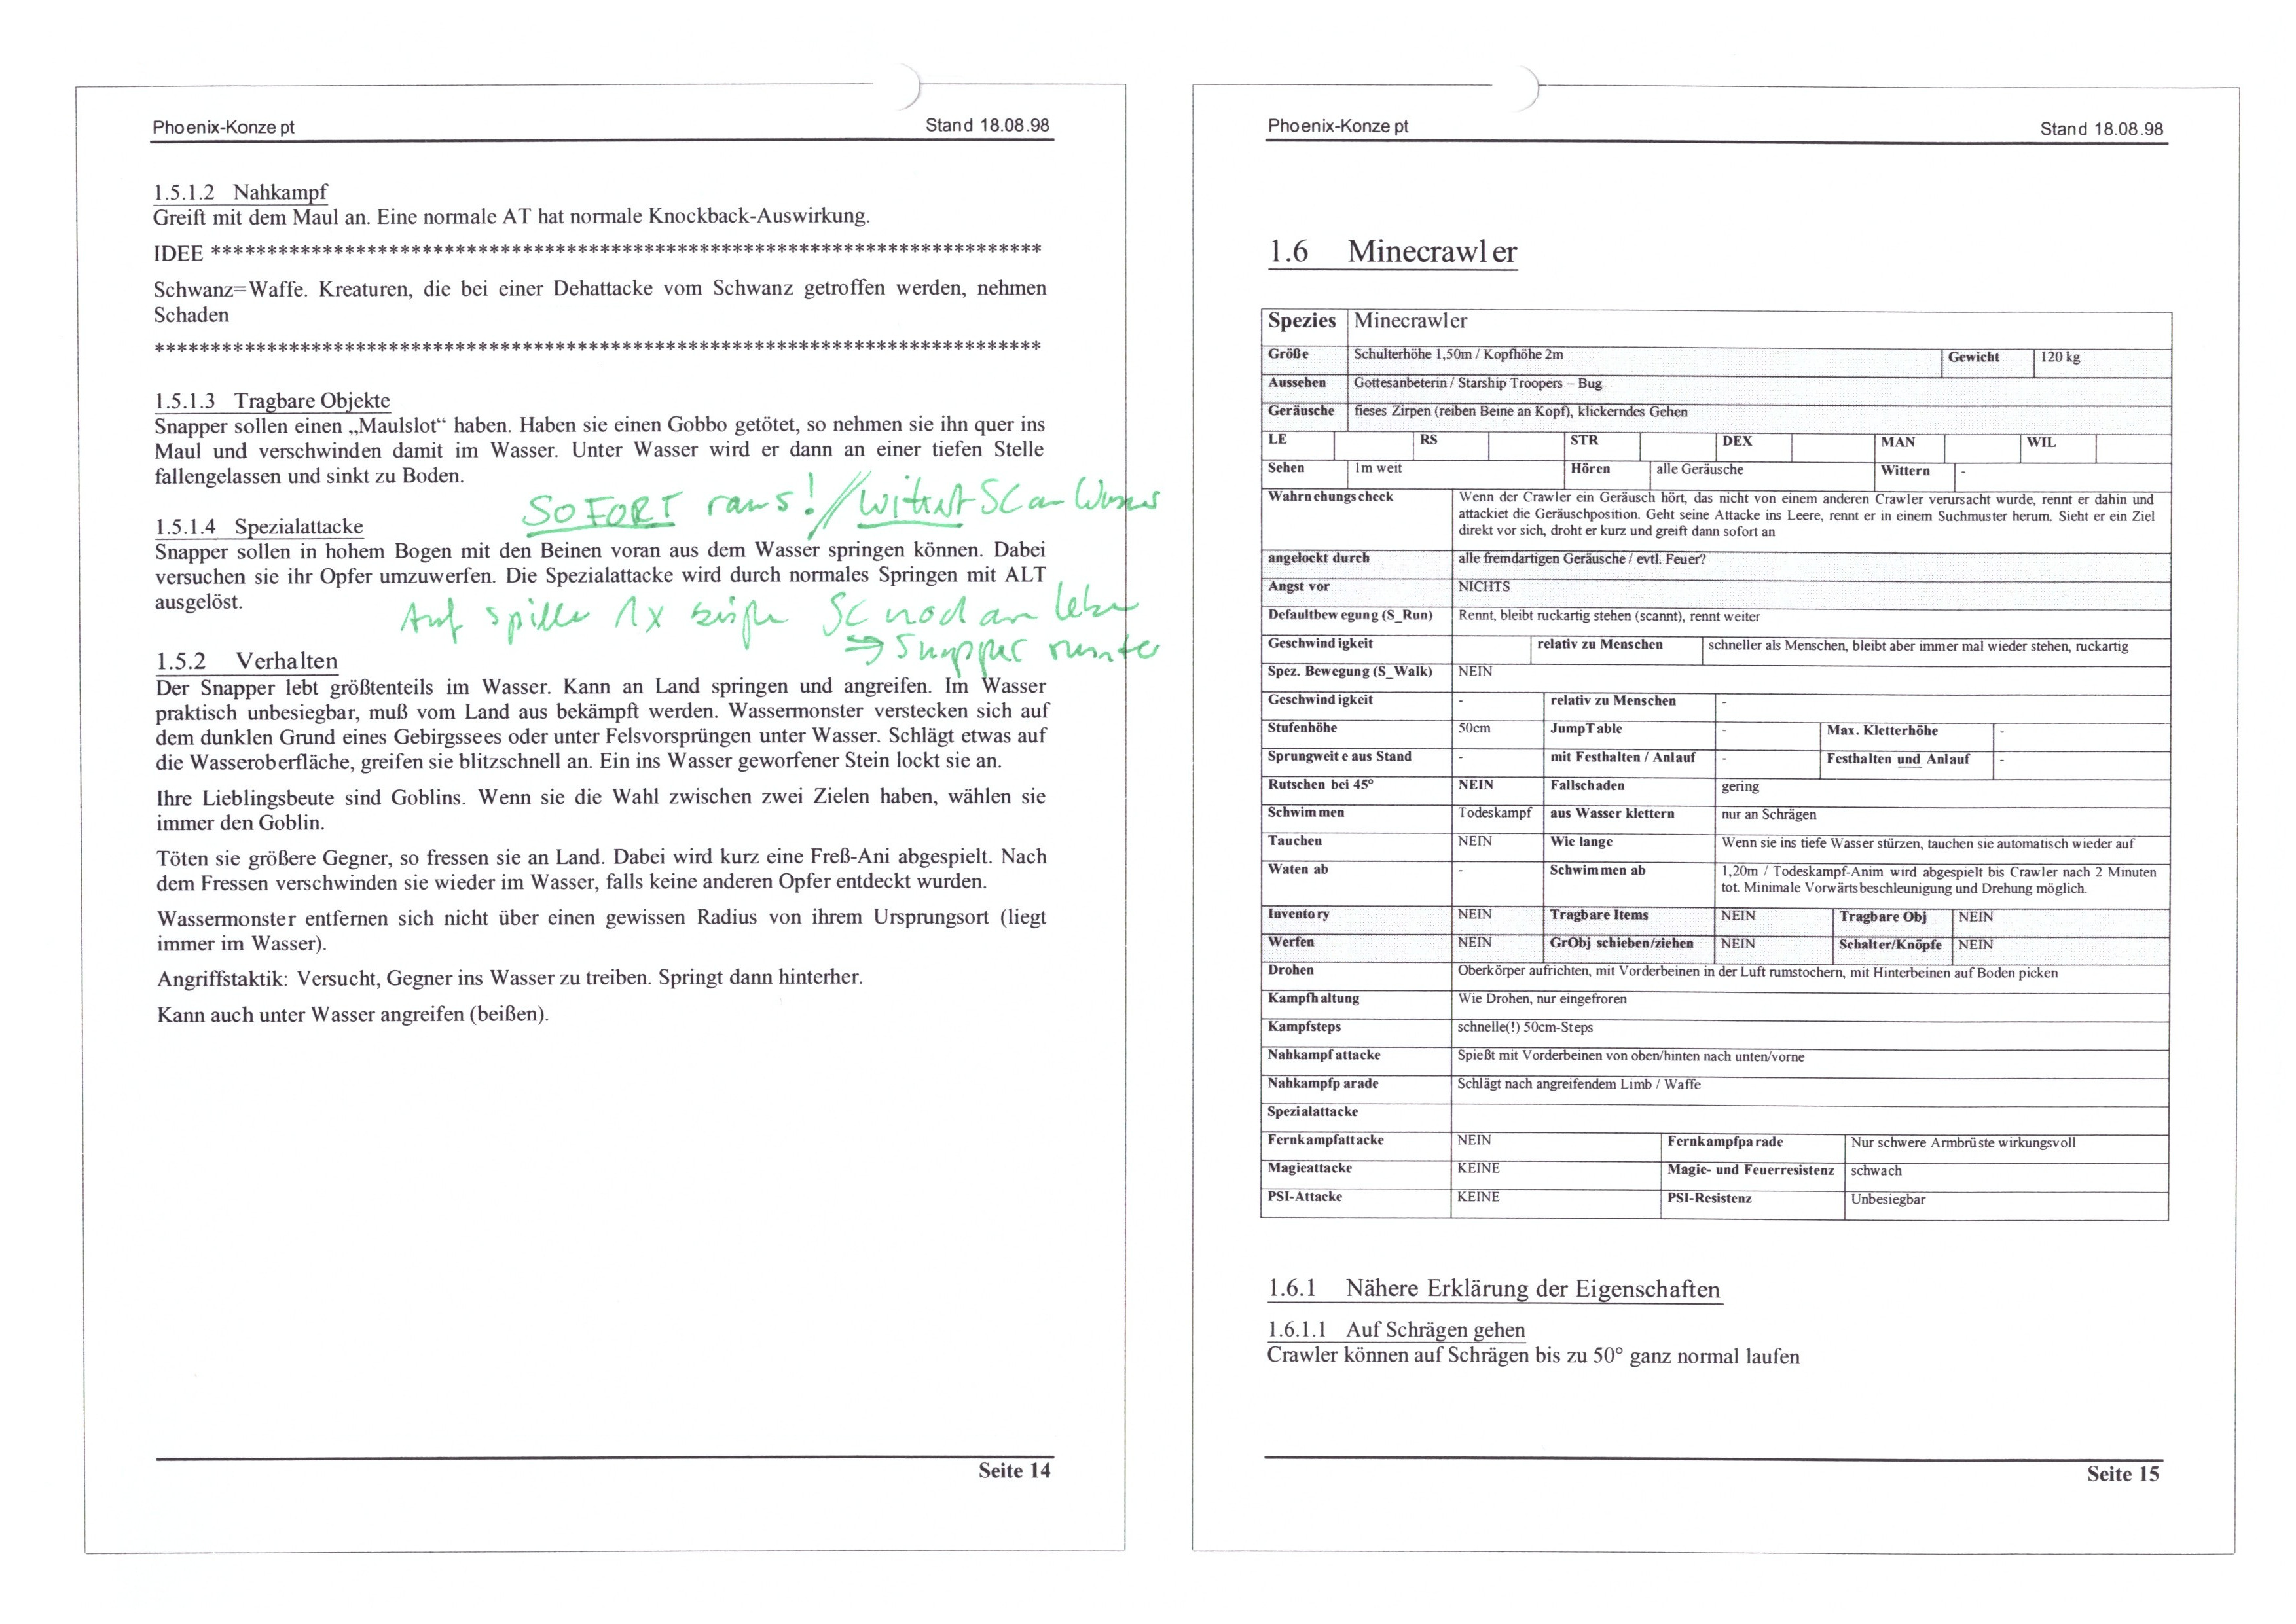 Phoenix-Konzept Stand 18.08.98
1.5.1.2 Nahkampf
Greift mit dem Maul an. Eine normale AT hat normale Knockback-Auswirkung.
IDEE **************************************************************************
Schwanz=Waffe. Kreaturen, die bei einer Dehattacke vom Schwanz getroffen werden, nehmen
Schaden
*******************************************************************************
1.5.1.3 Tragbare Objekte
Snapper sollen einen „Maulslot“ haben. Haben sie einen Gobbo getötet, so nehmen sie ihn quer ins
Maul und verschwinden damit im Wasser. Unter Wasser wird er dann an einer tiefen Stelle
fallengelassen und sinkt zu Boden.
SOFORT raus! // wittert SC am Wasser
1.5.1.4 Spezialattacke
Snapper sollen in hohem Bogen mit den Beinen voran aus dem Wasser springen können. Dabei
versuchen sie ihr Opfer umzuwerfen. Die Spezialattacke wird durch normales Springen mit ALT
ausgelöst.
Auf 1x SC noch am leben
→ Snapper runter
1.5.2 Verhalten
Der Snapper lebt größtenteils im Wasser. Kann an Land springen und angreifen. Im Wasser
praktisch unbesiegbar, muß vom Land aus bekämpft werden. Wassermonster verstecken sich auf
dem dunklen Grund eines Gebirgssees oder unter Felsvorsprüngen unter Wasser. Schlägt etwas auf
die Wasseroberfläche, greifen sie blitzschnell an. Ein ins Wasser geworfener Stein lockt sie an.
Ihre Lieblingsbeute sind Goblins. Wenn sie die Wahl zwischen zwei Zielen haben, wählen sie
immer den Goblin.
Töten sie größere Gegner, so fressen sie an Land. Dabei wird kurz eine Freß-Ani abgespielt. Nach
dem Fressen verschwinden sie wieder im Wasser, falls keine anderen Opfer entdeckt wurden.
Wassermonster entfernen sich nicht über einen gewissen Radius von ihrem Ursprungsort (liegt
immer im Wasser).
Angriffstaktik: Versucht, Gegner ins Wasser zu treiben. Springt dann hinterher.
Kann auch unter Wasser angreifen (beißen).
Seite 14
Phoenix-Konzept Stand 18.08.98
1.6 Minecrawler
Spezies Minecrawler
Größe Schulterhöhe 1,50m / Kopfhöhe 2m Gewicht 120 kg
Aussehen Gottesanbeterin / Starship Troopers – Bug
Geräusche fieses Zirpen (reiben Beine an Kopf), klickerndes Gehen
LE RS STR DEX MAN WIL
Sehen 1m weit Hören alle Geräusche Wittern -
Wahrnehungscheck Wenn der Crawler ein Geräusch hört, das nicht von einem anderen Crawler verursacht wurde, rennt er dahin und
attackiet die Geräuschposition. Geht seine Attacke ins Leere, rennt er in einem Suchmuster herum. Sieht er ein Ziel
direkt vor sich, droht er kurz und greift dann sofort an
angelockt durch alle fremdartigen Geräusche / evtl. Feuer?
Angst vor NICHTS
Defaultbewegung (S_Run) Rennt, bleibt ruckartig stehen (scannt), rennt weiter
Geschwindigkeit relativ zu Menschen schneller als Menschen, bleibt aber immer mal wieder stehen, ruckartig
Spez. Bewegung (S_Walk) NEIN
Geschwindigkeit - relativ zu Menschen -
Stufenhöhe 50cm JumpTable - Max. Kletterhöhe -
Sprungweite aus Stand - mit Festhalten / Anlauf - Festhalten und Anlauf -
Rutschen bei 45° NEIN Fallschaden gering
Schwimmen Todeskampf aus Wasser klettern nur an Schrägen
Tauchen NEIN Wie lange Wenn sie ins tiefe Wasser stürzen, tauchen sie automatisch wieder auf
Waten ab - Schwimmen ab 1,20m / Todeskampf-Anim wird abgespielt bis Crawler nach 2 Minuten
tot. Minimale Vorwärtsbeschleunigung und Drehung möglich.
Inventory NEIN Tragbare Items NEIN Tragbare Obj NEIN
Werfen NEIN GrObj schieben/ziehen NEIN Schalter/Knöpfe NEIN
Drohen Oberkörper aufrichten, mit Vorderbeinen in der Luft rumstochern, mit Hinterbeinen auf Boden picken
Kampfhaltung Wie Drohen, nur eingefroren
Kampfsteps schnelle(!) 50cm-Steps
Nahkampfattacke Spießt mit Vorderbeinen von oben/hinten nach unten/vorne
Nahkampfparade Schlägt nach angreifendem Limb / Waffe
Spezialattacke
Fernkampfattacke NEIN Fernkampfparade Nur schwere Armbrüste wirkungsvoll
Magieattacke KEINE Magie- und Feuerresistenz schwach
PSI-Attacke KEINE PSI-Resistenz Unbesiegbar
1.6.1 Nähere Erklärung der Eigenschaften
1.6.1.1 Auf Schrägen gehen
Crawler können auf Schrägen bis zu 50° ganz normal laufen
Seite 15